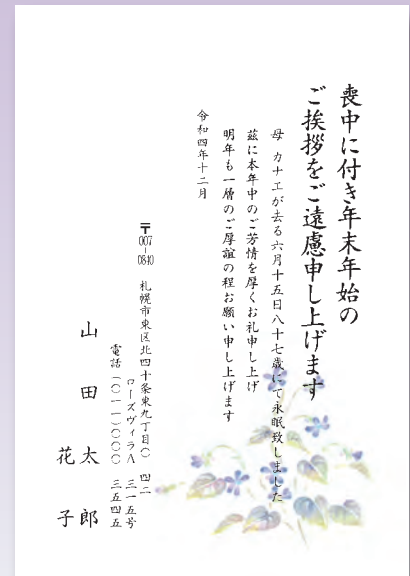 喪中に付き年末年始の
ご挨拶をご遠慮申し上げます
母 カナエが去る六月十五日八十七歳にて永眠致しました
茲に本年中のご芳情を厚くお礼申し上げ
明年も一層のご厚誼の程お願い申し上げます
令和四年十二月
〒007-0840 札幌市東区北四十条東九丁目〇 四二
ローズヴィラA 三一五号
電話(〇一一)〇〇〇〇 三五四五
山田太郎
花子